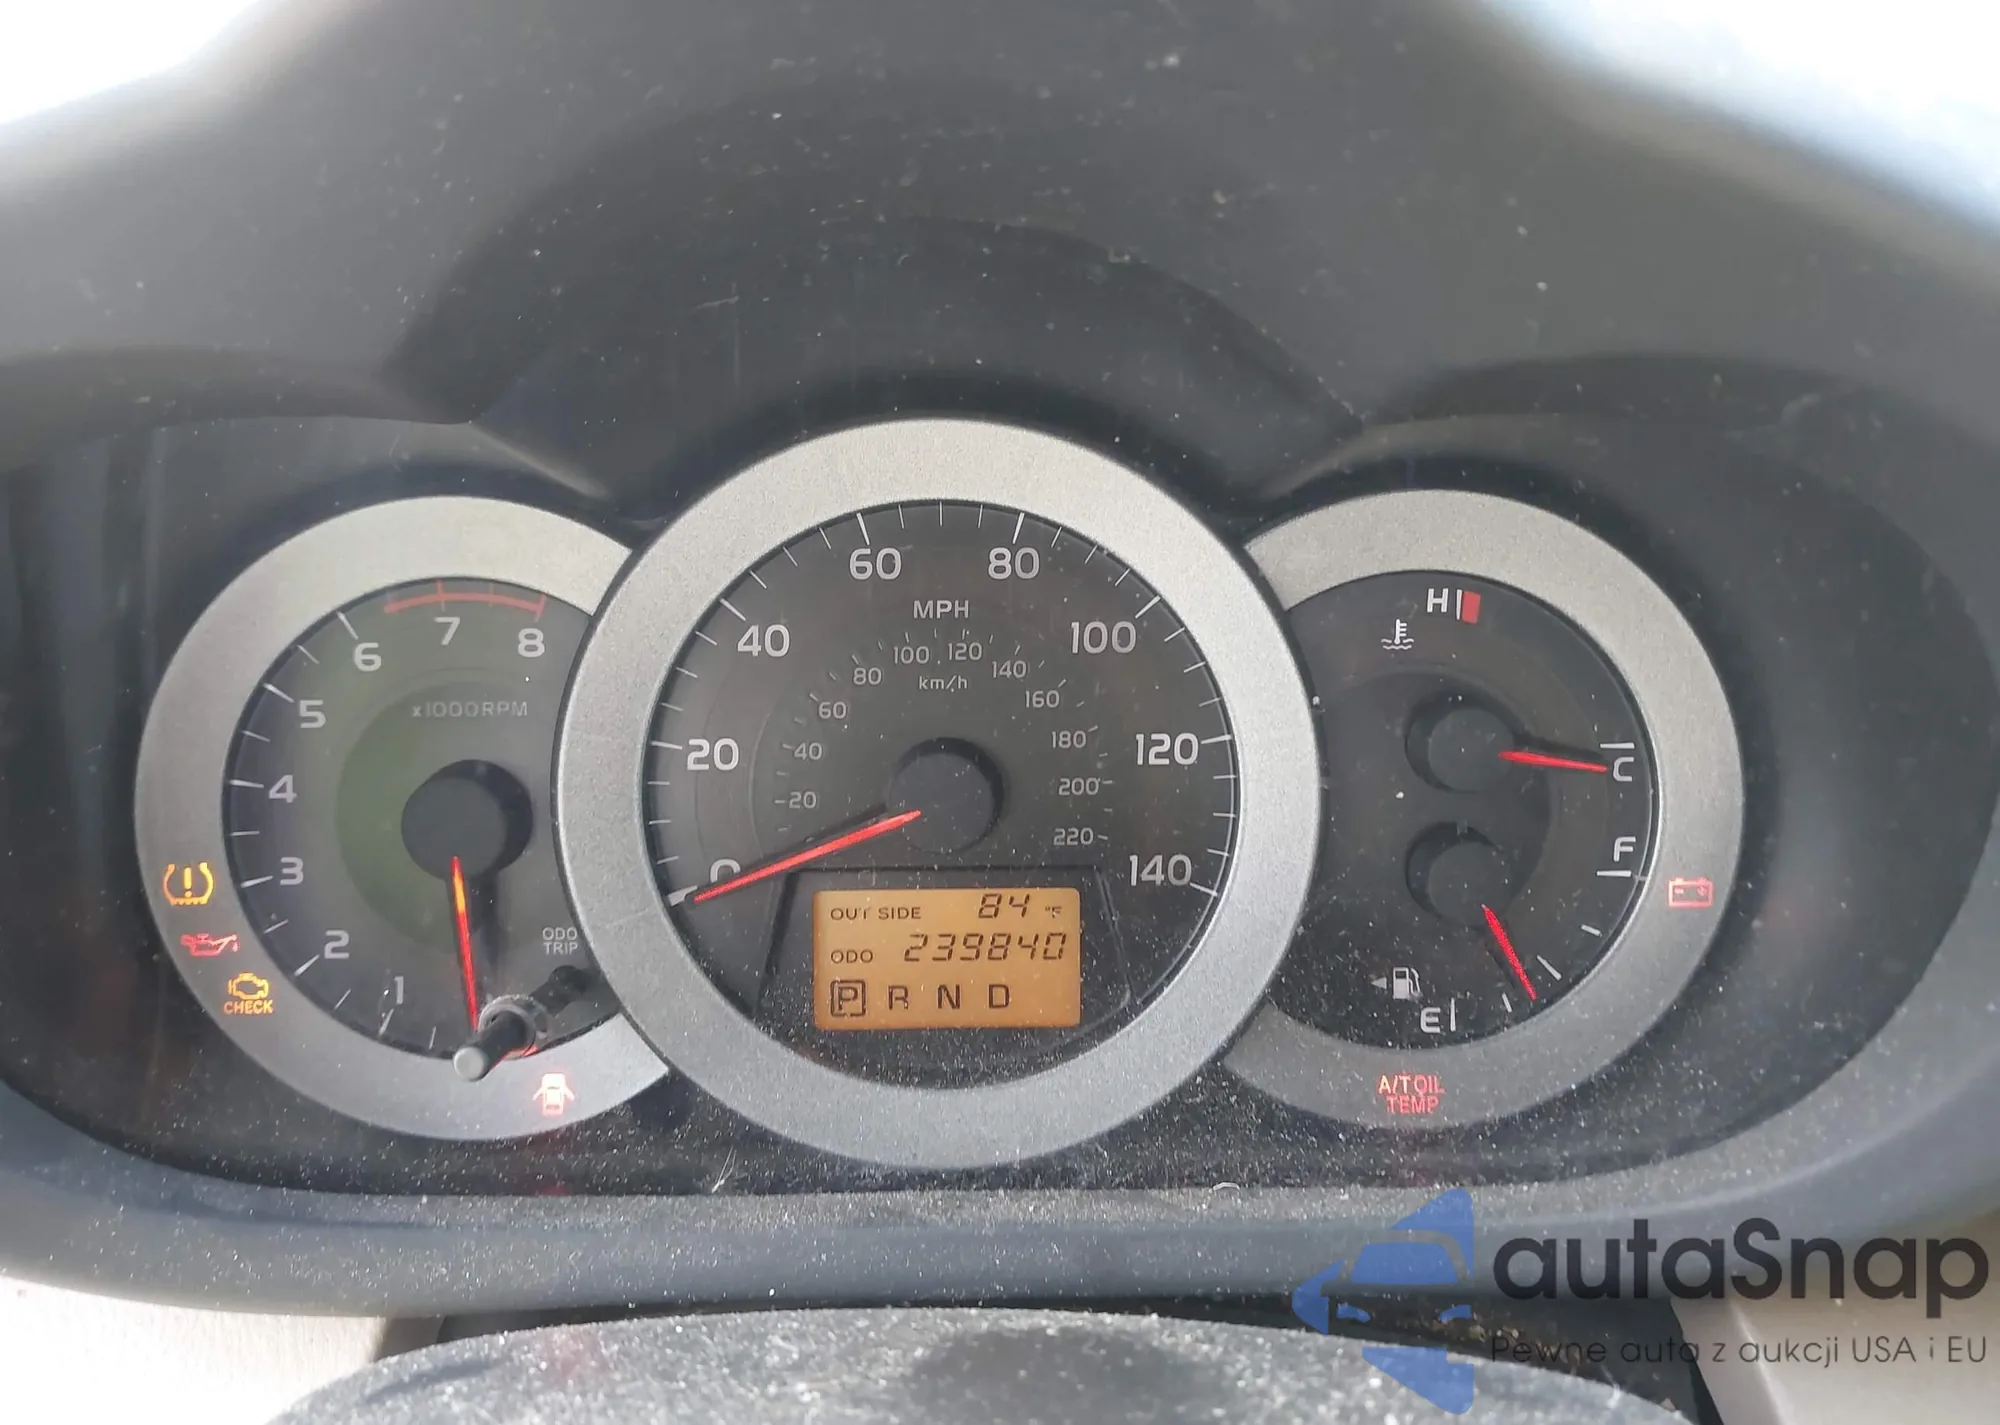 60 80
MPH
40 100
100 120
80 140
km/h
60 160
20 40 180 120
20 200
220
0 140
7
6 8
5
x1000RPM
4
3
2
1
ODO
TRIP
CHECK
OUTSIDE 84 °F
ODO 239840
P R N D
H
C
F
E
A/T OIL
TEMP
autaSnap
Pewne auta z aukcji USA i EU